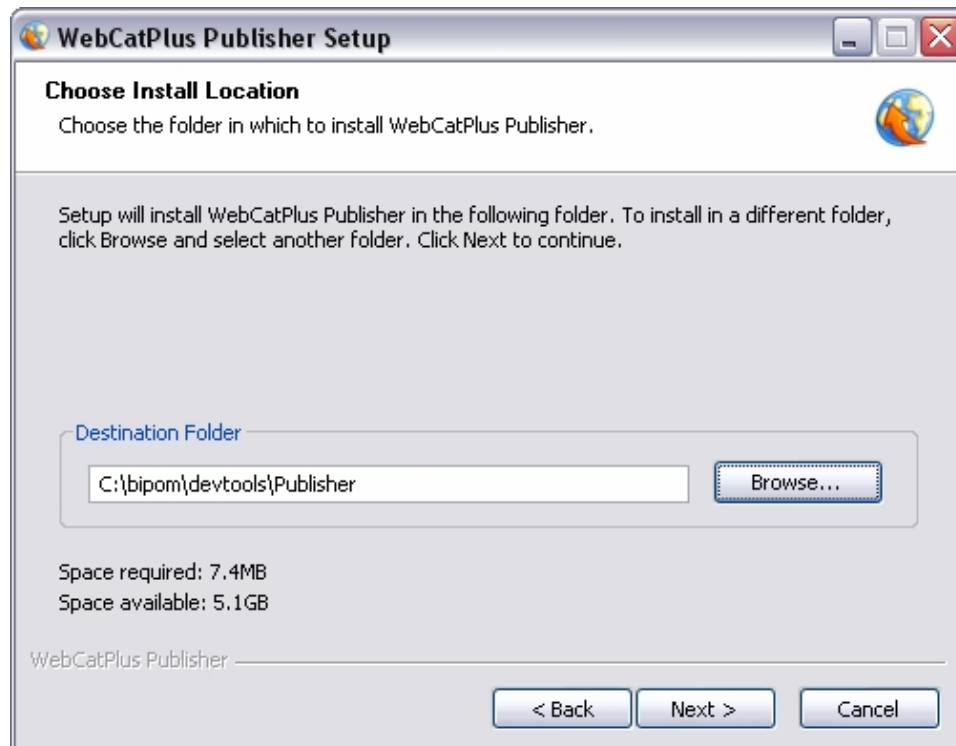 WebCatPlus Publisher Setup
Choose Install Location
Choose the folder in which to install WebCatPlus Publisher.
Setup will install WebCatPlus Publisher in the following folder. To install in a different folder,
click Browse and select another folder. Click Next to continue.
Destination Folder
C:\bipom\devtools\Publisher
Browse...
Space required: 7.4MB
Space available: 5.1GB
WebCatPlus Publisher
< Back
Next >
Cancel